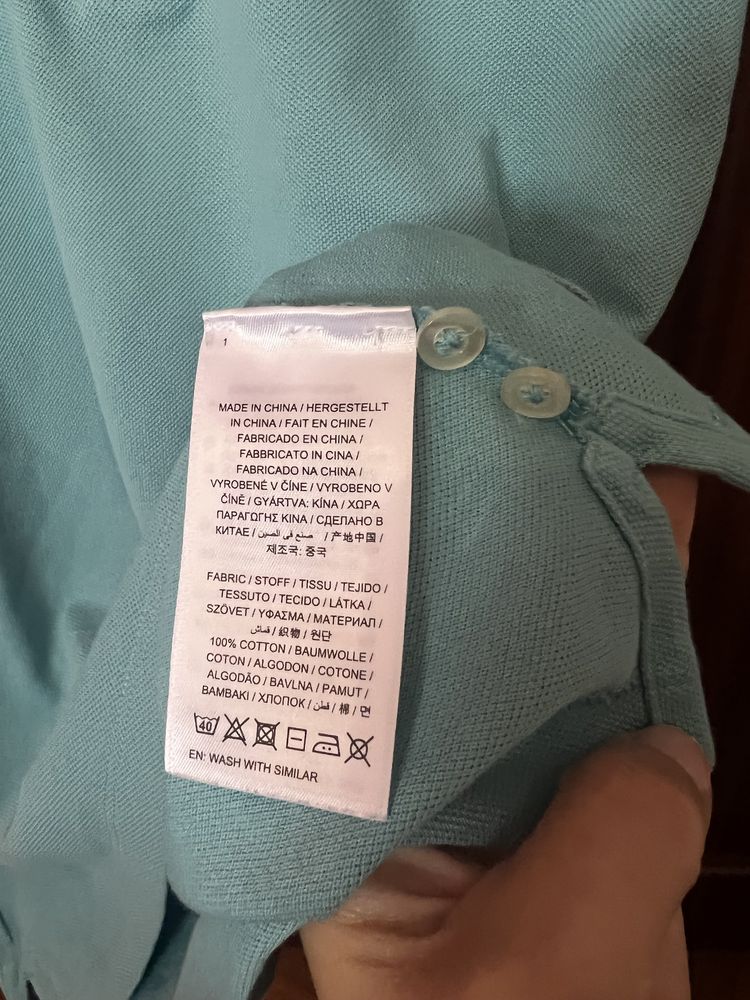 1
MADE IN CHINA / HERGESTELLT
IN CHINA / FAIT EN CHINE /
FABRICADO EN CHINA /
FABBRICATO IN CINA /
FABRICADO NA CHINA /
VYROBENÉ V ČÍNE / VYROBENO V
ČÍNĚ / GYÁRTVA: KÍNA / ΧΩΡΑ
ΠΑΡΑΓΩΓΗΣ ΚΙΝΑ / СДЕЛАНО В
КИТАЕ / صنع في الصين / 产地中国 /
제조국: 중국
FABRIC / STOFF / TISSU / TEJIDO /
TESSUTO / TECIDO / LÁTKA /
SZÖVET / ΥΦΑΣΜΑ / МАТЕРИАЛ /
قماش / 织物 / 원단
100% COTTON / BAUMWOLLE /
COTON / ALGODON / COTONE /
ALGODÃO / BAVLNA / PAMUT /
ΒΑΜΒΑΚΙ / ХЛОПОК / قطن / 棉 / 면
40
EN: WASH WITH SIMILAR